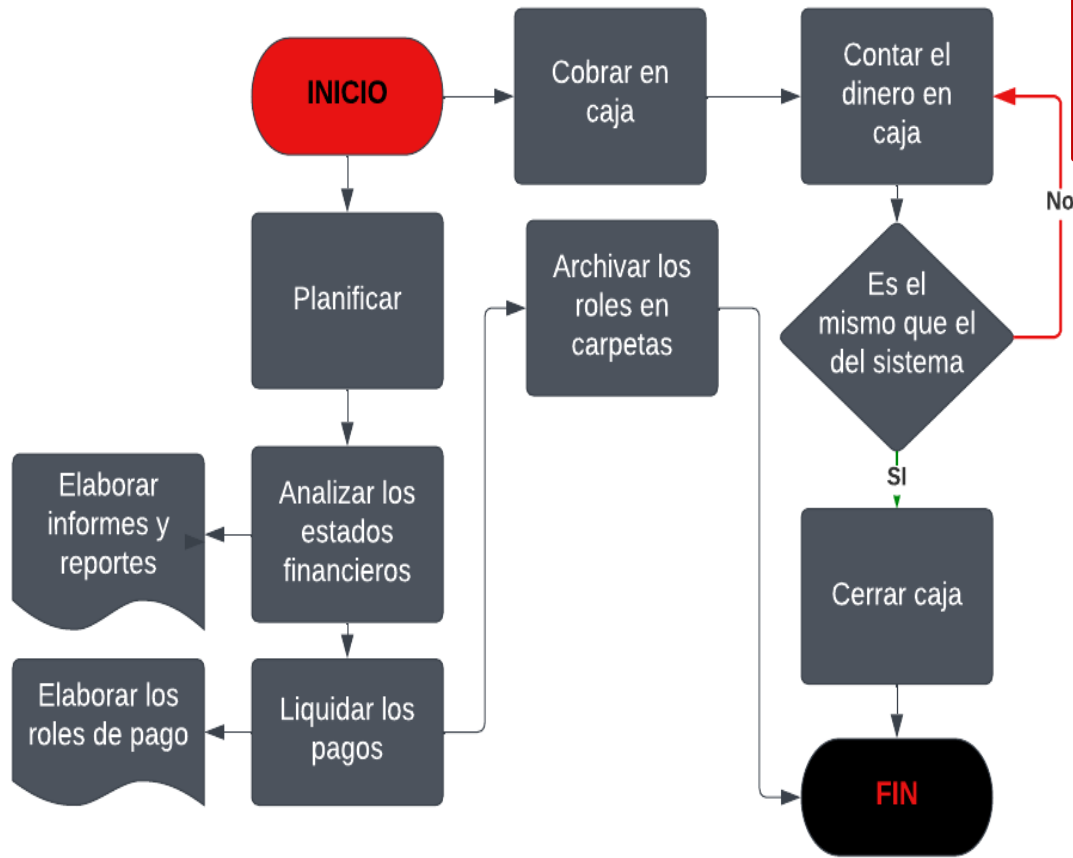 INICIO
Cobrar en
caja
Contar el
dinero en
caja
No
Planificar
Archivar los
roles en
carpetas
Es el
mismo que el
del sistema
SI
Elaborar
informes y
reportes
Analizar los
estados
financieros
Cerrar caja
Elaborar los
roles de pago
Liquidar los
pagos
FIN